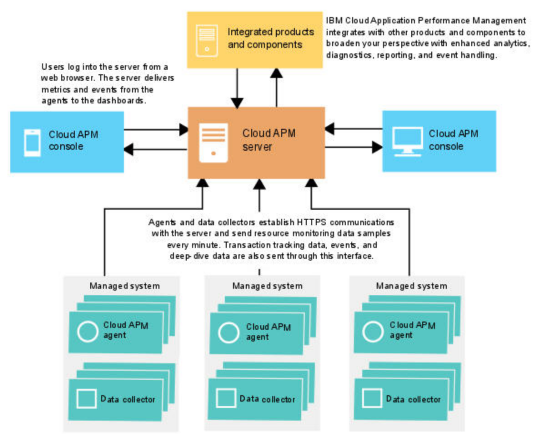 Integrated products
and components
IBM Cloud Application Performance Management
integrates with other products and components to
broaden your perspective with enhanced analytics,
diagnostics, reporting, and event handling.
Users log into the server from a
web browser. The server delivers
metrics and events from the
agents to the dashboards.
Cloud APM
console
Cloud APM
server
Cloud APM
console
Agents and data collectors establish HTTPS communications
with the server and send resource monitoring data samples
every minute. Transaction tracking data, events, and
deep-dive data are also sent through this interface.
Managed system
Managed system
Managed system
Cloud APM
agent
Cloud APM
agent
Cloud APM
agent
Data collector
Data collector
Data collector